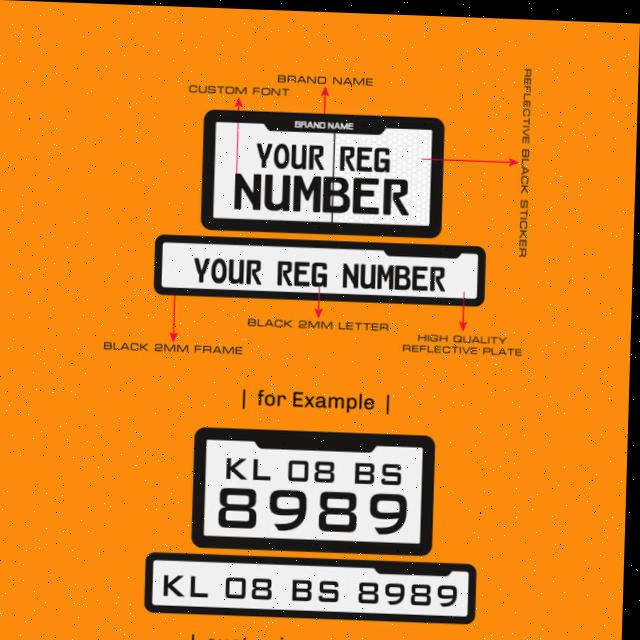 BRAND NAME
CUSTOM FONT
BRAND NAME
YOUR REG
NUMBER
REFLECTIVE BLACK STICKER
YOUR REG NUMBER
BLACK 2MM LETTER
HIGH QUALITY
REFLECTIVE PLATE
BLACK 2MM FRAME
| for Example |
KL 08 BS
8989
KL 08 BS 8989